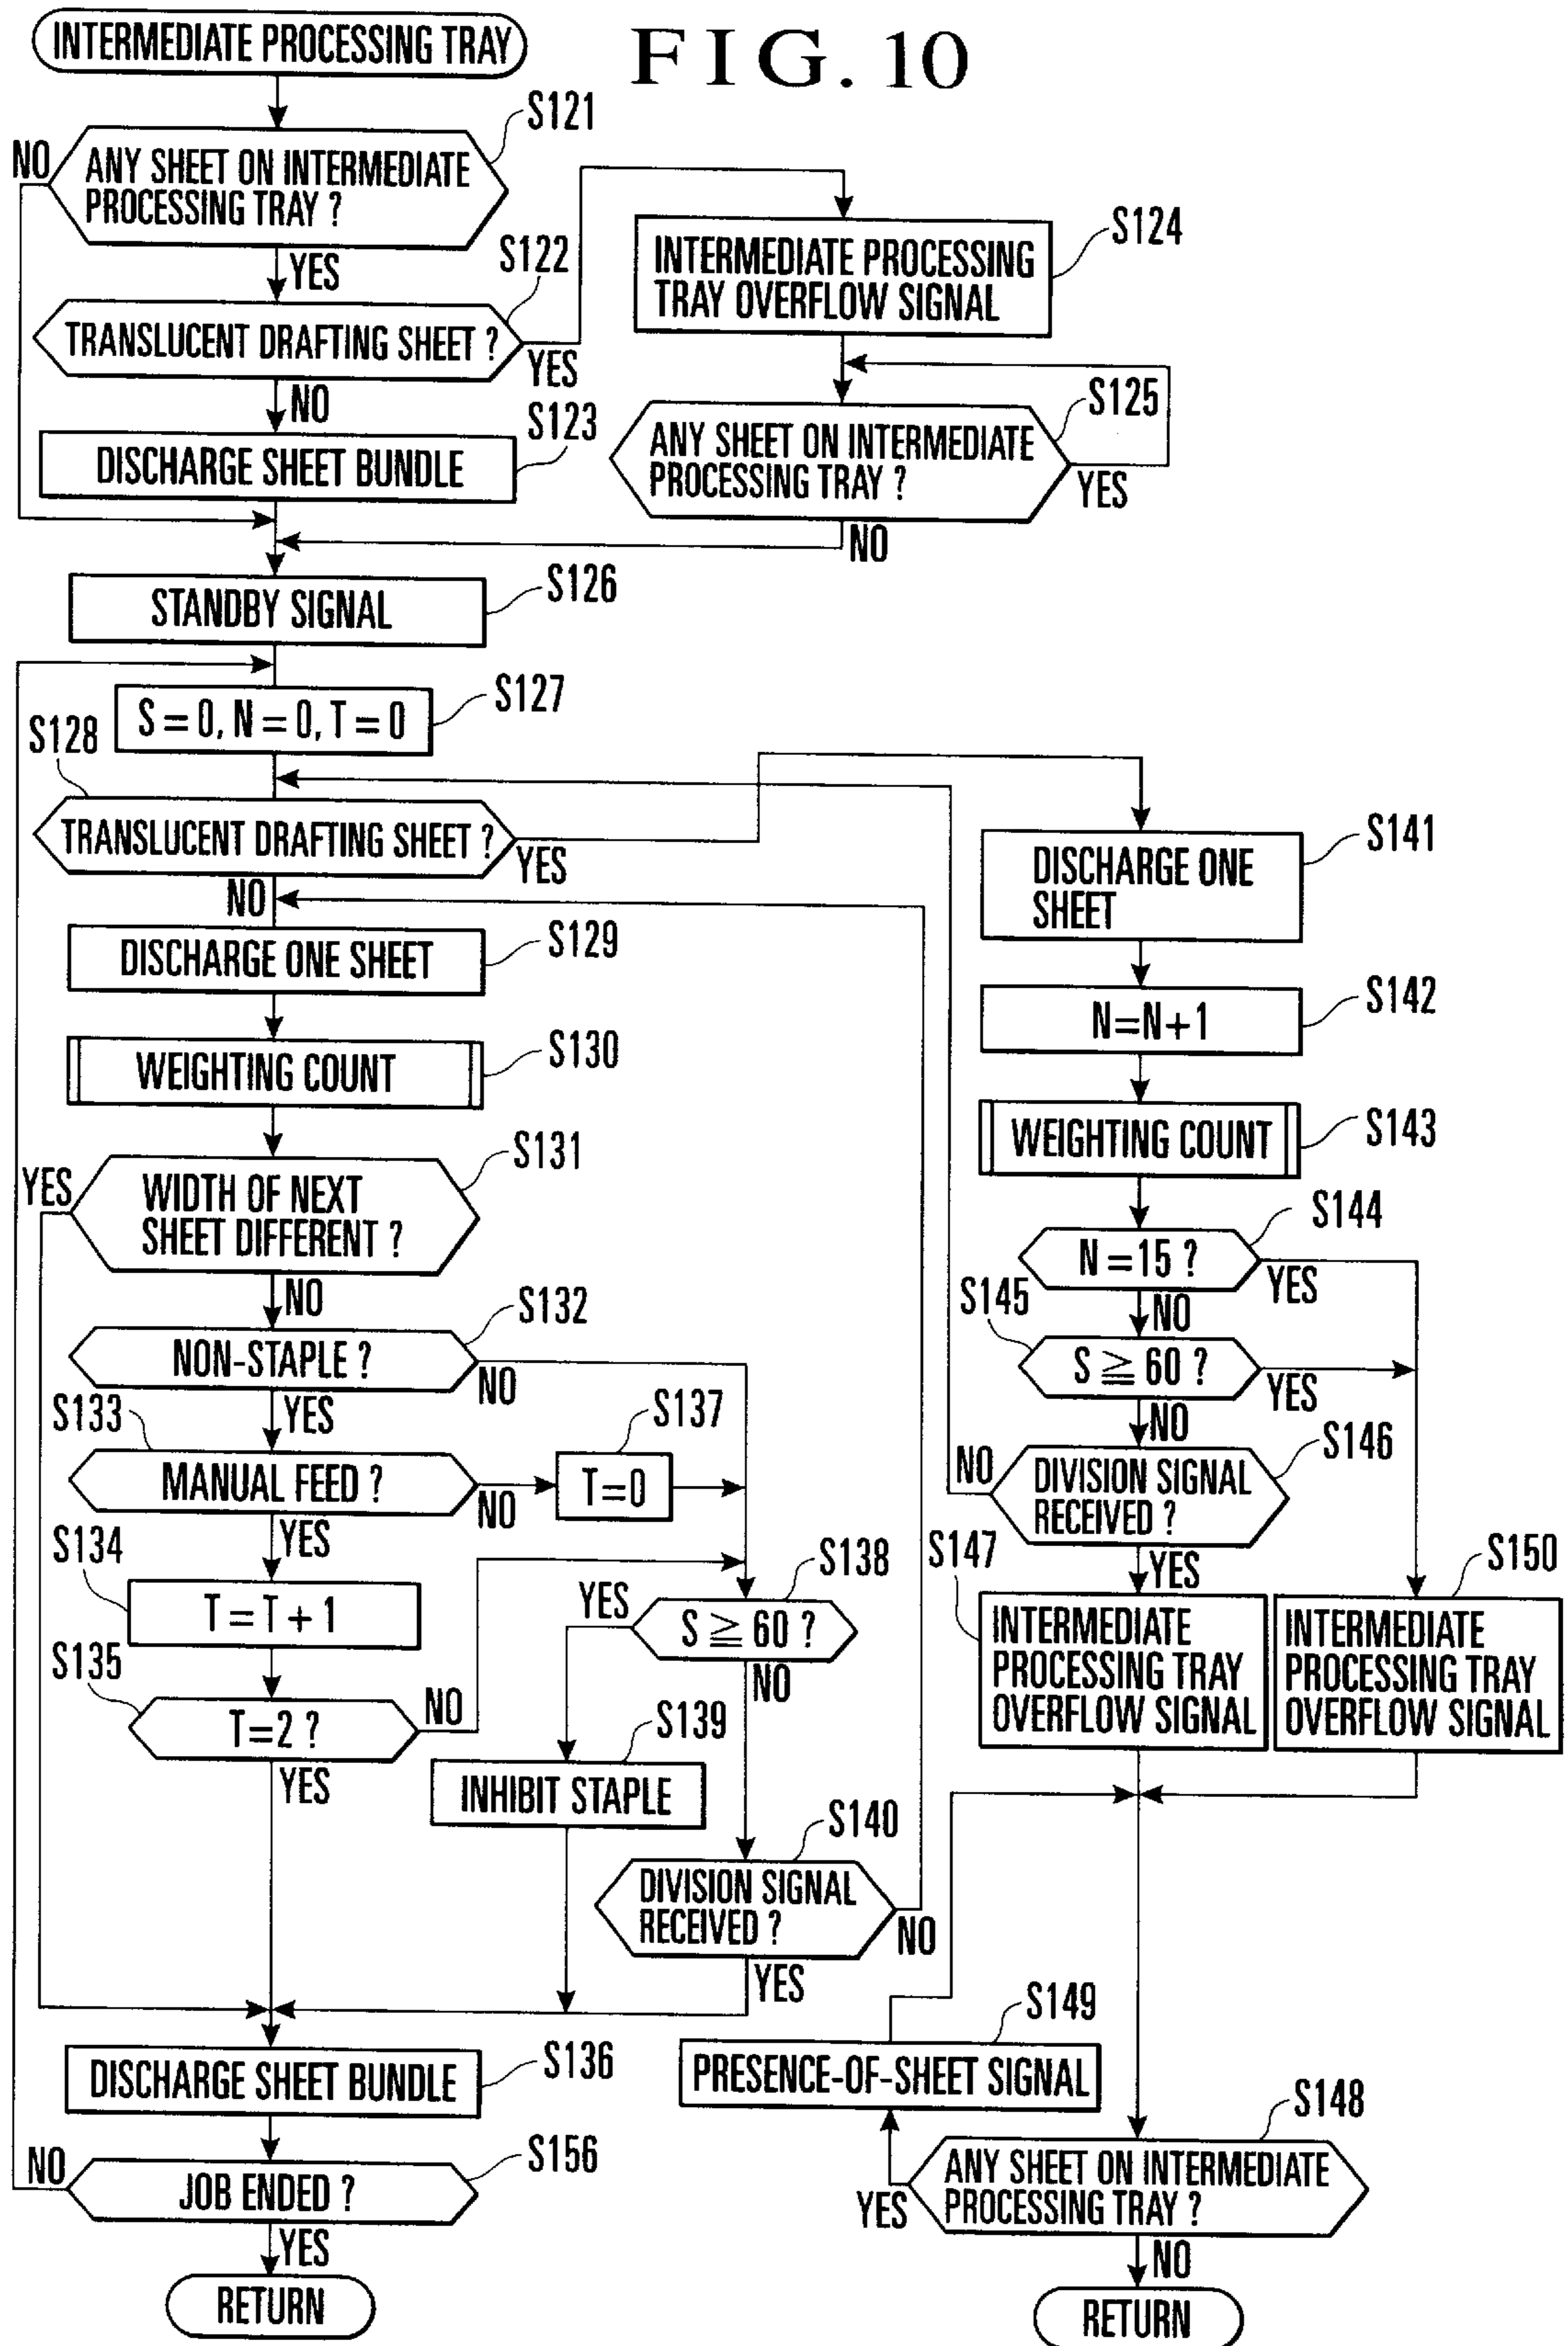 FIG. 10
INTERMEDIATE PROCESSING TRAY
S121
NO
ANY SHEET ON INTERMEDIATE
PROCESSING TRAY ?
YES
S122
TRANSLUCENT DRAFTING SHEET ?
YES
NO
S123
DISCHARGE SHEET BUNDLE
S124
INTERMEDIATE PROCESSING
TRAY OVERFLOW SIGNAL
S125
ANY SHEET ON INTERMEDIATE
PROCESSING TRAY ?
YES
NO
S126
STANDBY SIGNAL
S127
S = 0, N = 0, T = 0
S128
TRANSLUCENT DRAFTING SHEET ?
YES
NO
S129
DISCHARGE ONE SHEET
S130
WEIGHTING COUNT
S131
YES
WIDTH OF NEXT
SHEET DIFFERENT ?
NO
S132
NON-STAPLE ?
NO
YES
S133
MANUAL FEED ?
NO
S137
T=0
YES
S134
T = T + 1
S135
T=2 ?
NO
YES
S138
YES
S ≧ 60 ?
NO
S139
INHIBIT STAPLE
S140
DIVISION SIGNAL
RECEIVED ?
NO
YES
S136
DISCHARGE SHEET BUNDLE
S156
NO
JOB ENDED ?
YES
RETURN
S141
DISCHARGE ONE
SHEET
S142
N=N+1
S143
WEIGHTING COUNT
S144
N =15 ?
YES
NO
S145
S ≧ 60 ?
YES
NO
S146
NO
DIVISION SIGNAL
RECEIVED ?
YES
S147
INTERMEDIATE
PROCESSING TRAY
OVERFLOW SIGNAL
S150
INTERMEDIATE
PROCESSING TRAY
OVERFLOW SIGNAL
S149
PRESENCE-OF-SHEET SIGNAL
S148
ANY SHEET ON INTERMEDIATE
PROCESSING TRAY ?
YES
NO
RETURN